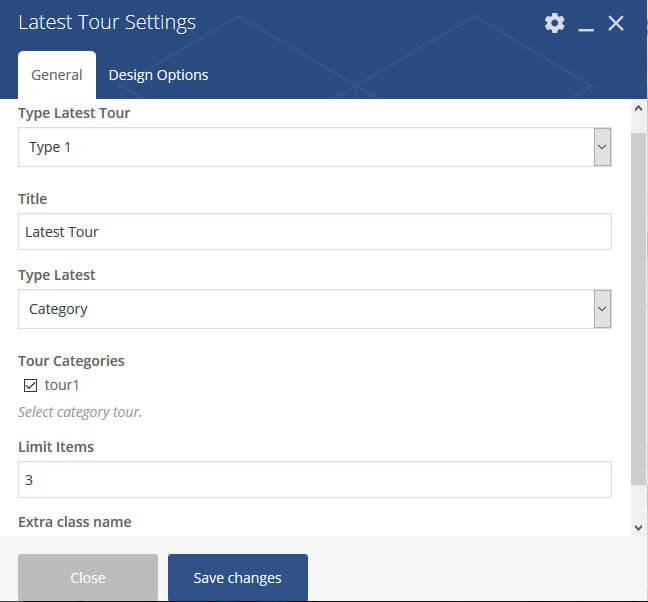 Latest Tour Settings
General
Design Options
Type Latest Tour
Type 1
Title
Latest Tour
Type Latest
Category
Tour Categories
tour1
Select category tour.
Limit Items
3
Extra class name
Close
Save changes